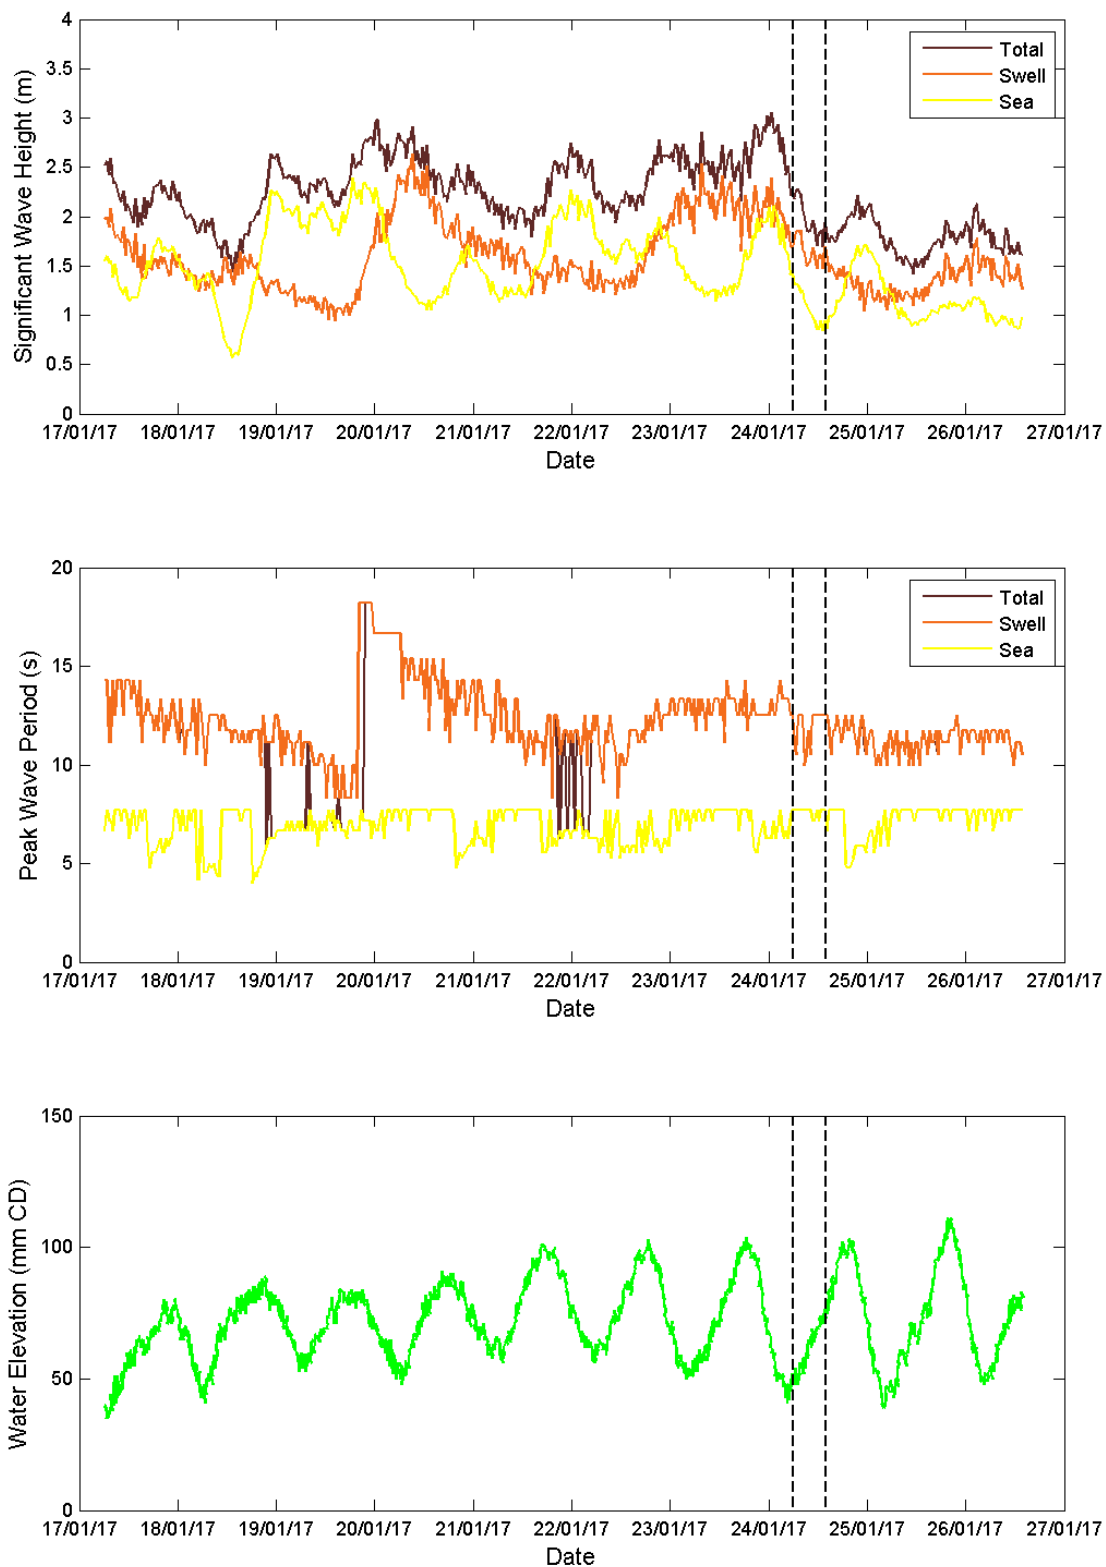 Significant Wave Height (m)
4
3.5
3
2.5
2
1.5
1
0.5
0
Total
Swell
Sea
17/01/17 18/01/17 19/01/17 20/01/17 21/01/17 22/01/17 23/01/17 24/01/17 25/01/17 26/01/17 27/01/17
Date
Peak Wave Period (s)
20
15
10
5
0
Total
Swell
Sea
17/01/17 18/01/17 19/01/17 20/01/17 21/01/17 22/01/17 23/01/17 24/01/17 25/01/17 26/01/17 27/01/17
Date
Water Elevation (mm CD)
150
100
50
0
17/01/17 18/01/17 19/01/17 20/01/17 21/01/17 22/01/17 23/01/17 24/01/17 25/01/17 26/01/17 27/01/17
Date